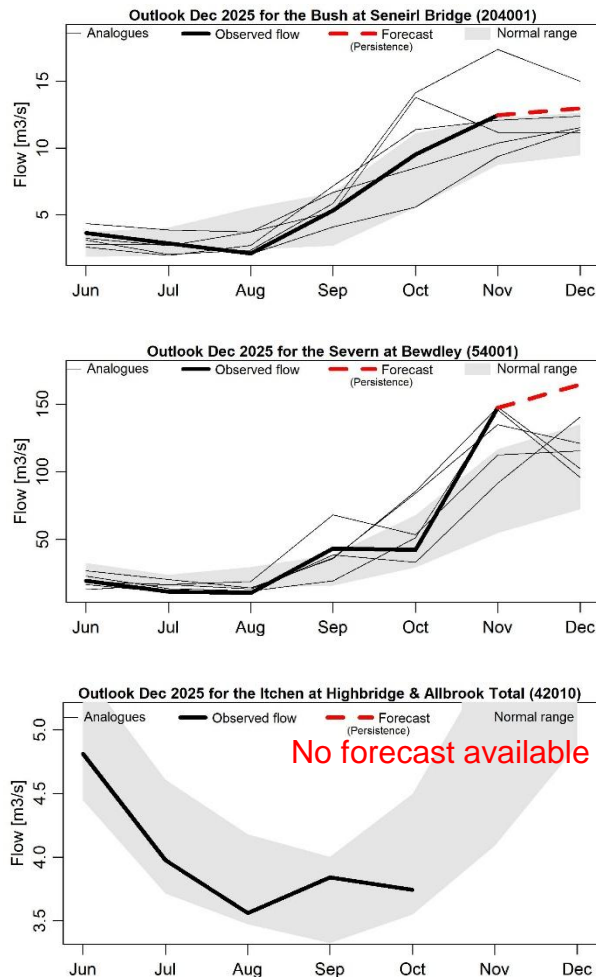 Outlook Dec 2025 for the Bush at Seneirl Bridge (204001)
Analogues Observed flow Forecast Normal range
(Persistence)
Flow [m3/s]
15
10
5
Jun Jul Aug Sep Oct Nov Dec
Outlook Dec 2025 for the Severn at Bewdley (54001)
Analogues Observed flow Forecast Normal range
(Persistence)
Flow [m3/s]
150
100
50
Jun Jul Aug Sep Oct Nov Dec
Outlook Dec 2025 for the Itchen at Highbridge & Allbrook Total (42010)
Analogues Observed flow Forecast Normal range
(Persistence)
No forecast available
Flow [m3/s]
5.0
4.5
4.0
3.5
Jun Jul Aug Sep Oct Nov Dec